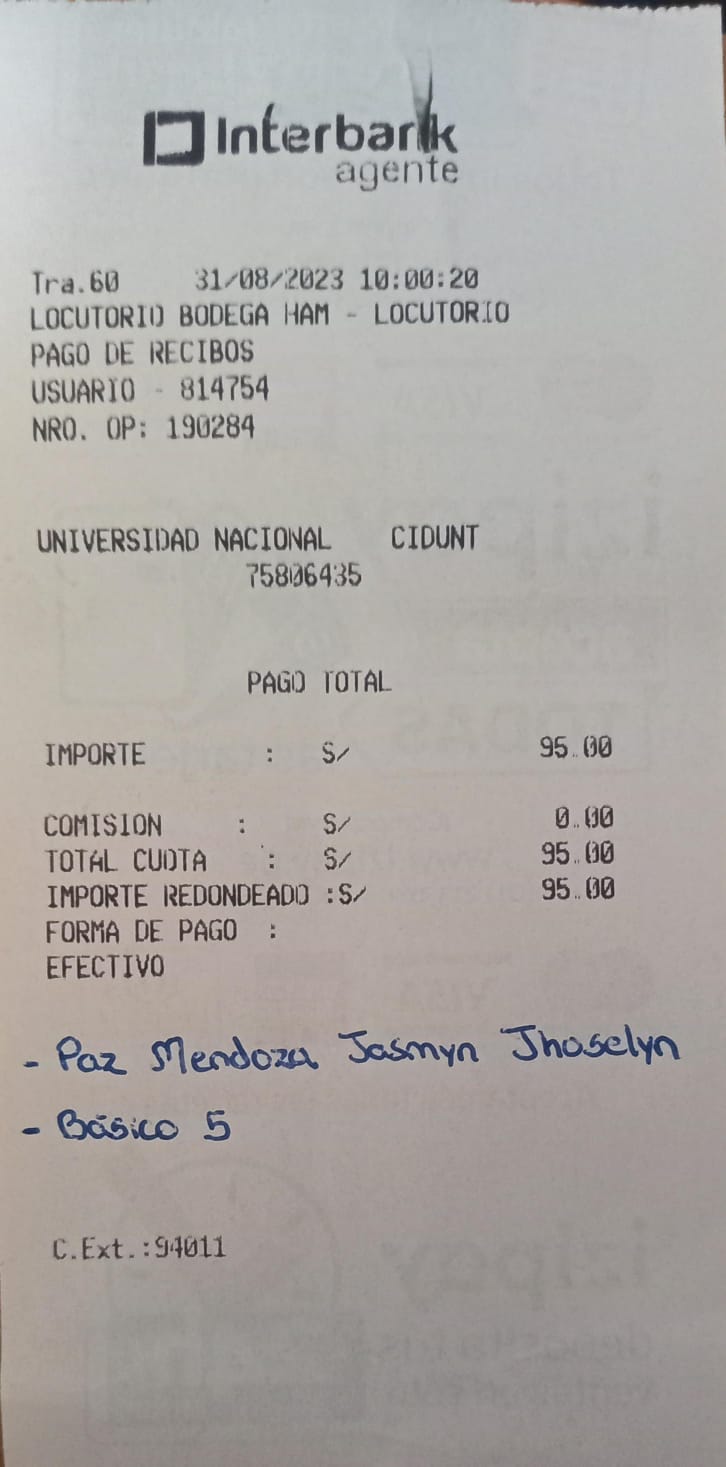 Interbank
agente
Tra.60 31/08/2023 10:00:20
LOCUTORIO BODEGA HAM - LOCUTORIO
PAGO DE RECIBOS
USUARIO - 814754
NRO. OP: 190284
UNIVERSIDAD NACIONAL CIDUNT
75806435
PAGO TOTAL
IMPORTE : S/ 95.00
COMISION : S/ 0.00
TOTAL CUOTA : S/ 95.00
IMPORTE REDONDEADO :S/ 95.00
FORMA DE PAGO :
EFECTIVO
- Paz Mendoza Jasmyn Jhoselyn
- Básico 5
C.Ext.:94011